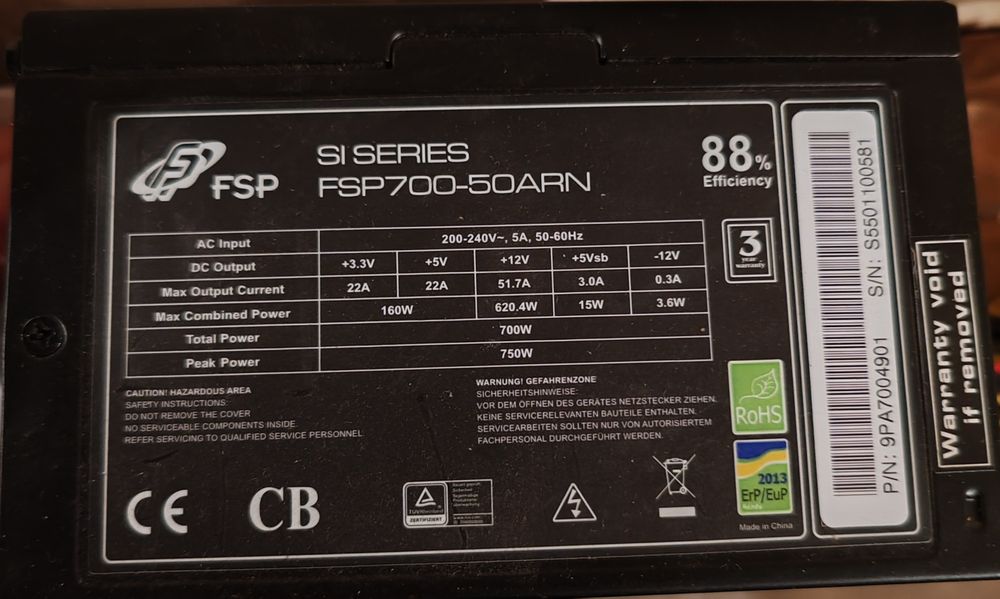 FSP
SI SERIES
FSP700-50ARN
88%
Efficiency
AC Input 200-240V~, 5A, 50-60Hz
DC Output +3.3V +5V +12V +5Vsb -12V
Max Output Current 22A 22A 51.7A 3.0A 0.3A
Max Combined Power 160W 620.4W 15W 3.6W
Total Power 700W
Peak Power 750W
3
year
warranty
CAUTION! HAZARDOUS AREA
SAFETY INSTRUCTIONS:
DO NOT REMOVE THE COVER
NO SERVICEABLE COMPONENTS INSIDE.
REFER SERVICING TO QUALIFIED SERVICE PERSONNEL
WARNUNG! GEFAHRENZONE
SICHERHEITSHINWEISE:
VOR DEM ÖFFNEN DES GERÄTES NETZSTECKER ZIEHEN.
KEINE SERVICERELEVANTEN BAUTEILE ENTHALTEN.
SERVICEARBEITEN SOLLTEN NUR VON AUTORISIERTEM
FACHPERSONAL DURCHGEFÜHRT WERDEN.
RoHS
2013
ErP/EuP
CE
CB
TÜVRheinland
ZERTIFIZIERT
Made in China
P/N: 9PA7004901 S/N: S5501100581
Warranty void
if removed